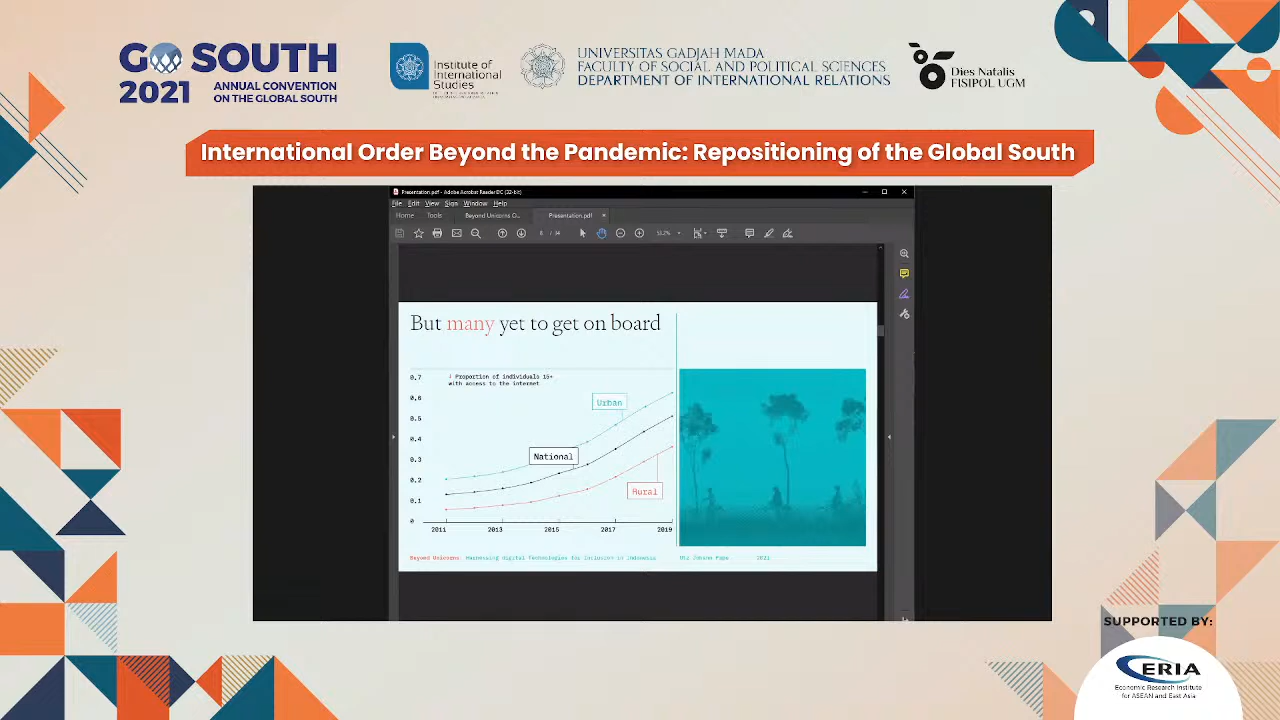 GO SOUTH
2021 ANNUAL CONVENTION
ON THE GLOBAL SOUTH
Institute of
International
Studies
UNIVERSITAS GADJAH MADA
FACULTY OF SOCIAL AND POLITICAL SCIENCES
DEPARTMENT OF INTERNATIONAL RELATIONS
Dies Natalis
FISIPOL UGM
International Order Beyond the Pandemic: Repositioning of the Global South
Presentation.pdf - Adobe Acrobat Reader DC (32-bit)
File Edit View Sign Window Help
Home Tools Beyond Unicorns O... Presentation.pdf ×
8 / 34
But many yet to get on board
0.7
↓ Proportion of individuals 15+
with access to the internet
0.6
Urban
0.5
0.4
National
0.3
0.2
Rural
0.1
0
2011 2013 2015 2017 2019
Beyond Unicorns Harnessing Digital Technologies for Inclusion in Indonesia Utz Johann Pape 2021
SUPPORTED BY:
ERIA
Economic Research Institute
for ASEAN and East Asia